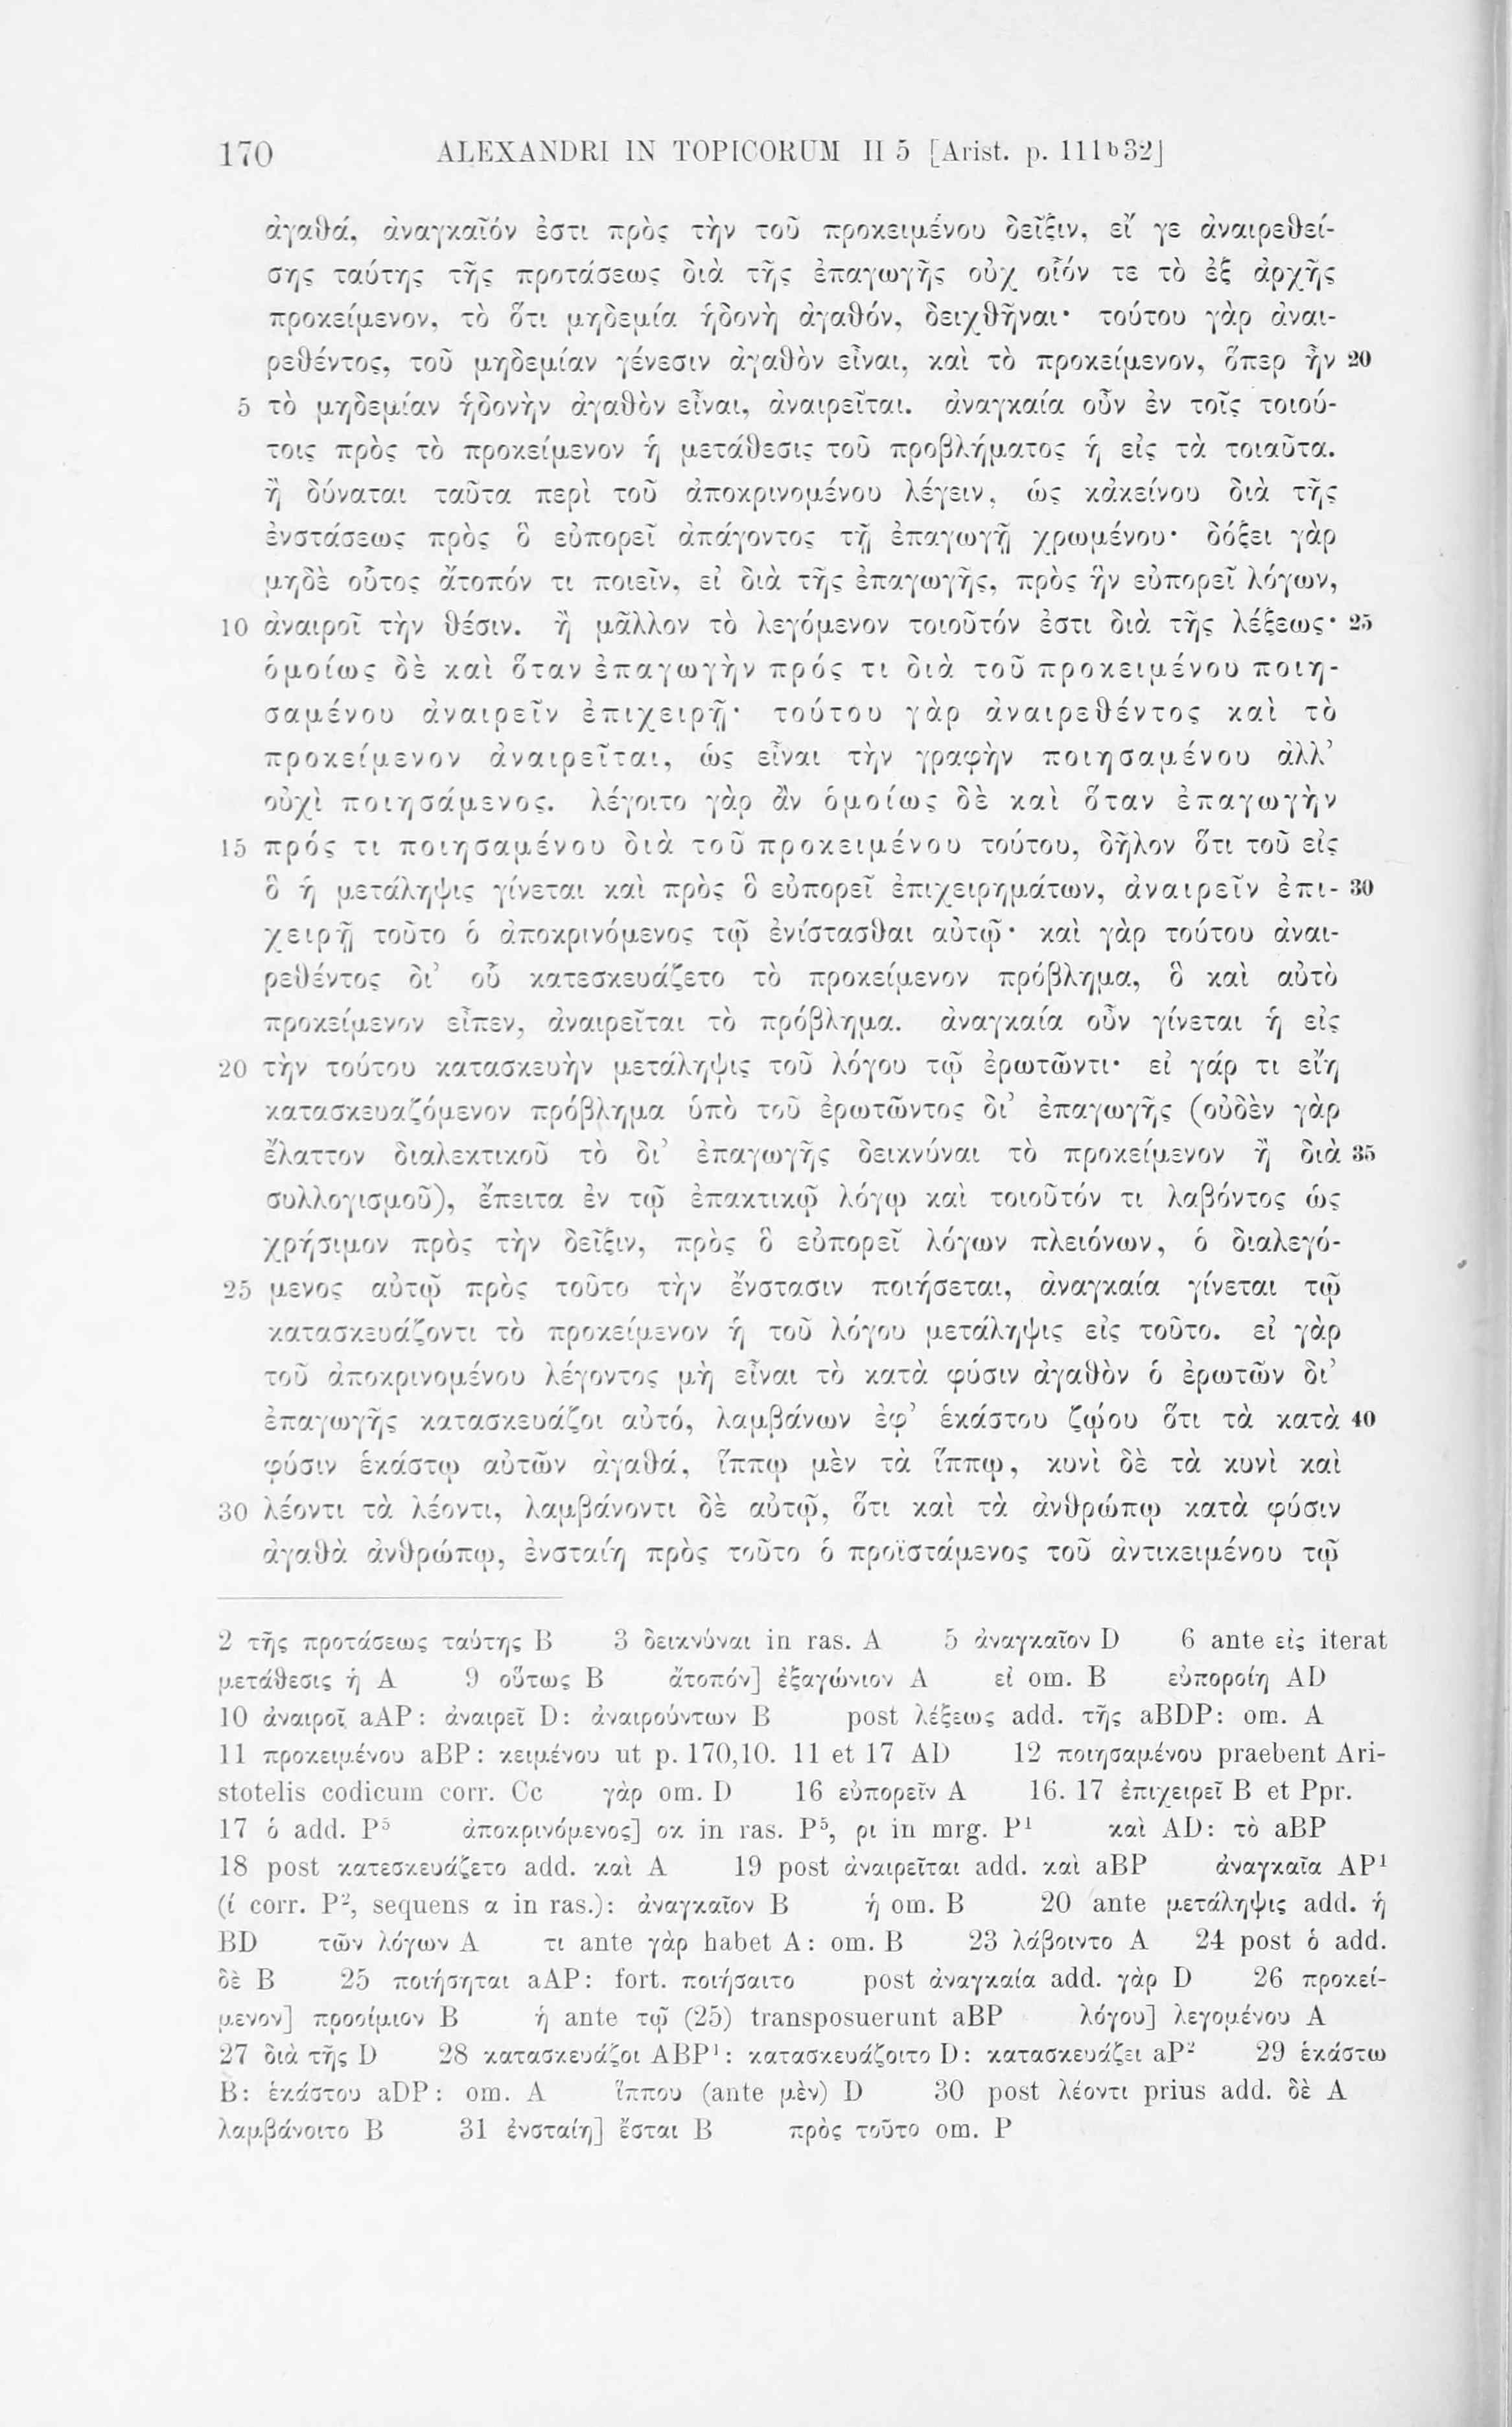 170 ALEXANDRI IN TOPICORUM II 5 [Arist. p. 111b32]
ἀγαθά, ἀναγκαῖόν ἐστι πρὸς τὴν τοῦ προκειμένου δεῖξιν, εἴ γε ἀναιρεθεί-
σης ταύτης τῆς προτάσεως διὰ τῆς ἐπαγωγῆς οὐχ οἷόν τε τὸ ἐξ ἀρχῆς
προκείμενον, τὸ ὅτι μηδεμία ἡδονὴ ἀγαθόν, δειχθῆναι· τούτου γὰρ ἀναι-
ρεθέντος, τοῦ μηδεμίαν γένεσιν ἀγαθὸν εἶναι, καὶ τὸ προκείμενον, ὅπερ ἦν 20
5 τὸ μηδεμίαν ἡδονὴν ἀγαθὸν εἶναι, ἀναιρεῖται. ἀναγκαία οὖν ἐν τοῖς τοιού-
τοις πρὸς τὸ προκείμενον ἡ μετάθεσις τοῦ προβλήματος ἡ εἰς τὰ τοιαῦτα.
ἢ δύναται ταῦτα περὶ τοῦ ἀποκρινομένου λέγειν, ὡς κἀκείνου διὰ τῆς
ἐνστάσεως πρὸς ὃ εὐπορεῖ ἀπάγοντος τῇ ἐπαγωγῇ χρωμένου· δόξει γὰρ
μηδὲ οὗτος ἄτοπόν τι ποιεῖν, εἰ διὰ τῆς ἐπαγωγῆς, πρὸς ἣν εὐπορεῖ λόγων,
10 ἀναιροῖ τὴν θέσιν. ἢ μᾶλλον τὸ λεγόμενον τοιοῦτόν ἐστι διὰ τῆς λέξεως· 25
ὁμοίως δὲ καὶ ὅταν ἐπαγωγὴν πρός τι διὰ τοῦ προκειμένου ποιη-
σαμένου ἀναιρεῖν ἐπιχειρῇ· τούτου γὰρ ἀναιρεθέντος καὶ τὸ
προκείμενον ἀναιρεῖται, ὡς εἶναι τὴν γραφὴν ποιησαμένου ἀλλ’
οὐχὶ ποιησάμενος. λέγοιτο γὰρ ἂν ὁμοίως δὲ καὶ ὅταν ἐπαγωγὴν
15 πρός τι ποιησαμένου διὰ τοῦ προκειμένου τούτου, δῆλον ὅτι τοῦ εἰς
ὃ ἡ μετάληψις γίνεται καὶ πρὸς ὃ εὐπορεῖ ἐπιχειρημάτων, ἀναιρεῖν ἐπι- 30
χειρῇ τοῦτο ὁ ἀποκρινόμενος τῷ ἐνίστασθαι αὐτῷ· καὶ γὰρ τούτου ἀναι-
ρεθέντος δι’ οὗ κατεσκευάζετο τὸ προκείμενον πρόβλημα, ὃ καὶ αὐτὸ
προκείμενον εἶπεν, ἀναιρεῖται τὸ πρόβλημα. ἀναγκαία οὖν γίνεται ἡ εἰς
20 τὴν τούτου κατασκευὴν μετάληψις τοῦ λόγου τῷ ἐρωτῶντι· εἰ γάρ τι εἴη
κατασκευαζόμενον πρόβλημα ὑπὸ τοῦ ἐρωτῶντος δι’ ἐπαγωγῆς (οὐδὲν γὰρ
ἔλαττον διαλεκτικοῦ τὸ δι’ ἐπαγωγῆς δεικνύναι τὸ προκείμενον ἢ διὰ 35
συλλογισμοῦ), ἔπειτα ἐν τῷ ἐπακτικῷ λόγῳ καὶ τοιοῦτόν τι λαβόντος ὡς
χρήσιμον πρὸς τὴν δεῖξιν, πρὸς ὃ εὐπορεῖ λόγων πλειόνων, ὁ διαλεγό-
25 μενος αὐτῷ πρὸς τοῦτο τὴν ἔνστασιν ποιήσεται, ἀναγκαία γίνεται τῷ
κατασκευάζοντι τὸ προκείμενον ἡ τοῦ λόγου μετάληψις εἰς τοῦτο. εἰ γὰρ
τοῦ ἀποκρινομένου λέγοντος μὴ εἶναι τὸ κατὰ φύσιν ἀγαθὸν ὁ ἐρωτῶν δι’
ἐπαγωγῆς κατασκευάζοι αὐτό, λαμβάνων ἐφ’ ἑκάστου ζῴου ὅτι τὰ κατὰ 40
φύσιν ἑκάστῳ αὐτῶν ἀγαθά, ἵππῳ μὲν τὰ ἵππῳ, κυνὶ δὲ τὰ κυνὶ καὶ
30 λέοντι τὰ λέοντι, λαμβάνοντι δὲ αὐτῷ, ὅτι καὶ τὰ ἀνθρώπῳ κατὰ φύσιν
ἀγαθὰ ἀνθρώπῳ, ἐνσταίη πρὸς τοῦτο ὁ προϊστάμενος τοῦ ἀντικειμένου τῷ
2 τῆς προτάσεως ταύτης B 3 δεικνύναι in ras. A 5 ἀναγκαῖον D 6 ante εἰς iterat
μετάθεσις ἡ A 9 οὕτως B ἄτοπόν] ἐξαγώνιον A εἰ om. B εὐποροίη AD
10 ἀναιροῖ aAP: ἀναιρεῖ D: ἀναιρούντων B post λέξεως add. τῆς aBDP: om. A
11 προκειμένου aBP: κειμένου ut p. 170,10. 11 et 17 AD 12 ποιησαμένου praebent Ari-
stotelis codicum corr. Cc γὰρ om. D 16 εὐπορεῖν A 16. 17 ἐπιχειρεῖ B et Ppr.
17 ὁ add. P⁵ ἀποκρινόμενος] οκ in ras. P⁵, ρι in mrg. P¹ καὶ AD: τὸ aBP
18 post κατεσκευάζετο add. καὶ A 19 post ἀναιρεῖται add. καὶ aBP ἀναγκαῖα AP¹
(ί corr. P², sequens α in ras.): ἀναγκαῖον B ἡ om. B 20 ante μετάληψις add. ἡ
BD τῶν λόγων A τι ante γὰρ habet A: om. B 23 λάβοιντο A 24 post ὁ add.
δὲ B 25 ποιήσηται aAP: fort. ποιήσαιτο post ἀναγκαία add. γὰρ D 26 προκεί-
μενον] προοίμιον B ἡ ante τῷ (25) transposuerunt aBP λόγου] λεγομένου A
27 διὰ τῆς D 28 κατασκευάζοι ABP¹: κατασκευάζοιτο D: κατασκευάζει aP² 29 ἑκάστω
B: ἑκάστου aDP: om. A ἵππου (ante μὲν) D 30 post λέοντι prius add. δὲ A
λαμβάνοιτο B 31 ἐνσταίη] ἔσται B πρὸς τοῦτο om. P